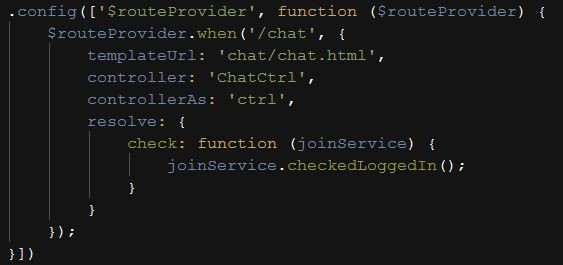 .config(['$routeProvider', function ($routeProvider) {
    $routeProvider.when('/chat', {
        templateUrl: 'chat/chat.html',
        controller: 'ChatCtrl',
        controllerAs: 'ctrl',
        resolve: {
            check: function (joinService) {
                joinService.checkedLoggedIn();
            }
        }
    });
}])